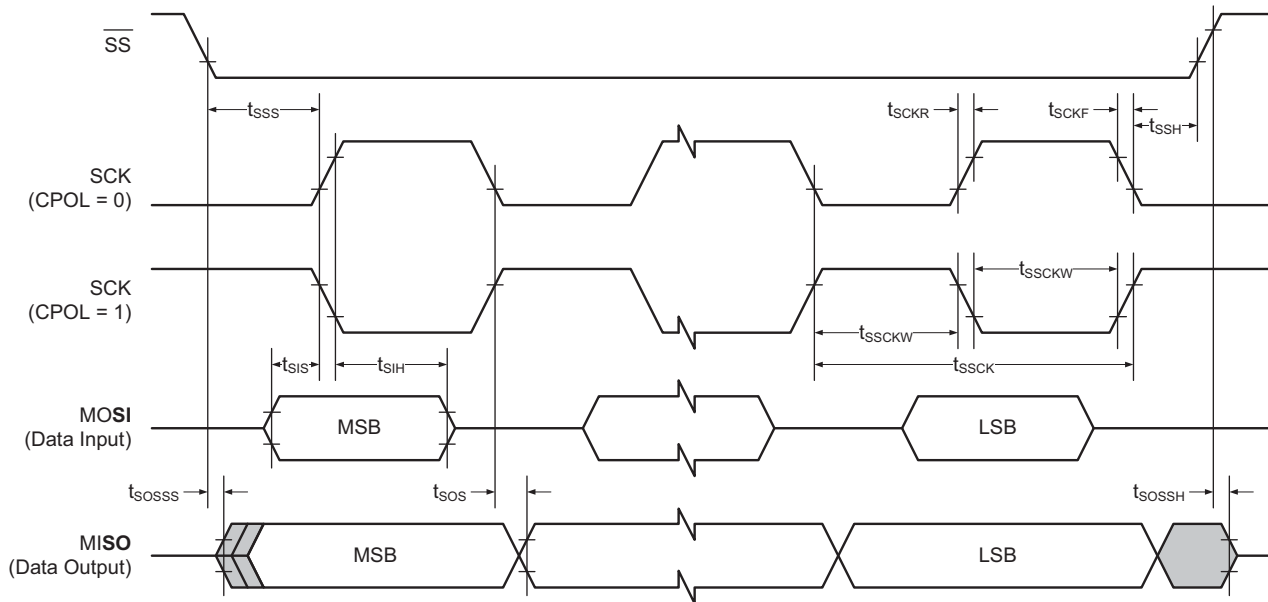 SS
tSSS
tSCKR
tSCKF
tSSH
SCK
(CPOL = 0)
SCK
(CPOL = 1)
tSSCKW
tSSCKW
tSIS
tSIH
tSSCK
MOSI
(Data Input)
MSB
LSB
tSOSSS
tSOS
tSOSSH
MISO
(Data Output)
MSB
LSB